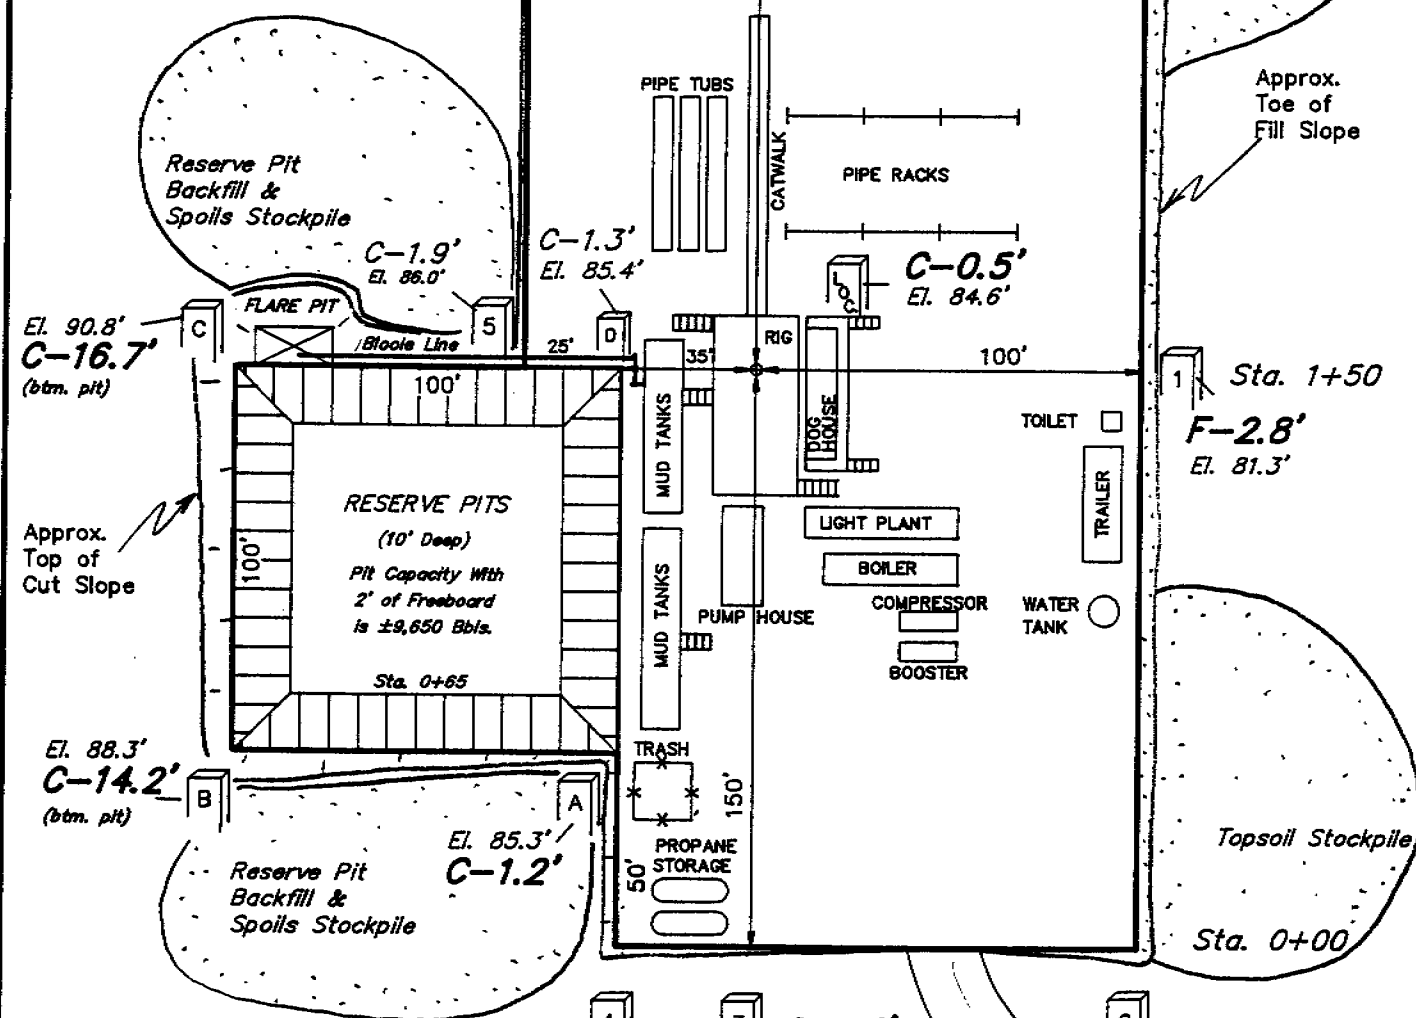 PIPE TUBS
CATWALK
PIPE RACKS
Approx.
Toe of
Fill Slope
Reserve Pit
Backfill &
Spoils Stockpile
C-1.9'
El. 86.0'
C-1.3'
El. 85.4'
LOC.
C-0.5'
El. 84.6'
FLARE PIT
El. 90.8'
C-16.7'
(btm. pit)
C
5
D
Blooie Line
25'
35'
RIG
100'
100'
1
Sta. 1+50
F-2.8'
El. 81.3'
DOG
HOUSE
TOILET
TRAILER
MUD TANKS
RESERVE PITS
(10' Deep)
Pit Capacity With
2' of Freeboard
is ±9,650 Bbls.
Sta. 0+65
100'
Approx.
Top of
Cut Slope
LIGHT PLANT
BOILER
COMPRESSOR
BOOSTER
PUMP HOUSE
MUD TANKS
WATER
TANK
El. 88.3'
C-14.2'
(btm. pit)
B
A
El. 85.3'
C-1.2'
TRASH
150'
PROPANE
STORAGE
50'
Reserve Pit
Backfill &
Spoils Stockpile
Topsoil Stockpile
Sta. 0+00